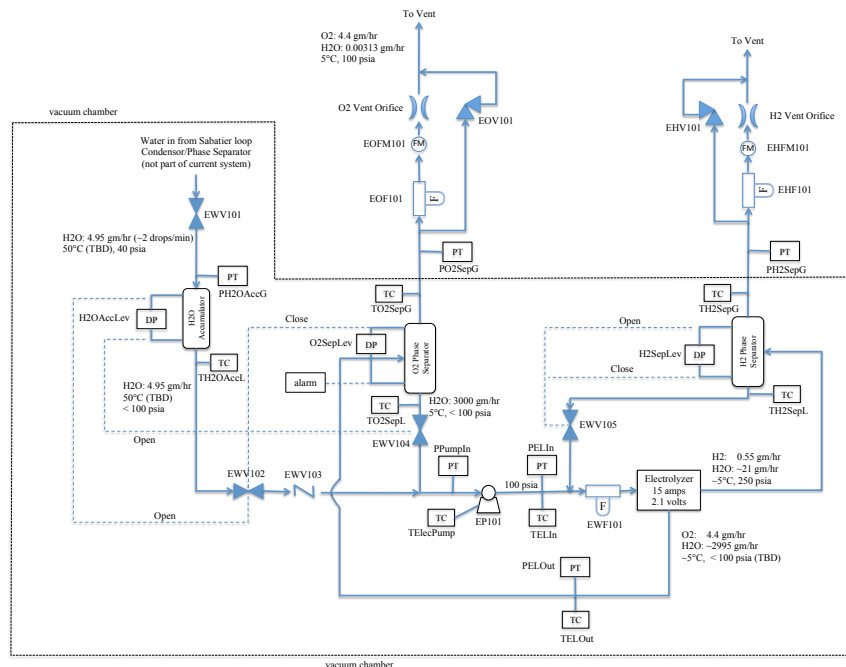 To Vent
O2: 4.4 gm/hr
H2O: 0.00313 gm/hr
5°C, 100 psia
To Vent
O2 Vent Orifice
EOV101
EOFM101
FM
EOF101
F
EHV101
H2 Vent Orifice
FM
EHFM101
F
EHF101
vacuum chamber
Water in from Sabatier loop
Condensor/Phase Separator
(not part of current system)
EWV101
H2O: 4.95 gm/hr (~2 drops/min)
50°C (TBD), 40 psia
PT
PH2OAccG
PT
PO2SepG
PT
PH2SepG
H2OAccLev
DP
H2O
Accumulator
TC
TH2OAccL
H2O: 4.95 gm/hr
50°C (TBD)
< 100 psia
TC
TO2SepG
Close
O2SepLev
DP
O2 Phase
Separator
alarm
TC
TO2SepL
H2O: 3000 gm/hr
5°C, < 100 psia
EWV104
TC
TH2SepG
Open
H2SepLev
DP
H2 Phase
Separator
Close
TC
TH2SepL
EWV105
Open
EWV102
EWV103
Open
PPumpIn
PT
TC
TElecPump
EP101
100 psia
PELIn
PT
TC
TELIn
F
EWF101
Electrolyzer
15 amps
2.1 volts
H2: 0.55 gm/hr
H2O: ~21 gm/hr
~5°C, 250 psia
O2: 4.4 gm/hr
H2O: ~2995 gm/hr
~5°C, < 100 psia (TBD)
PELOut
PT
TC
TELOut
vacuum chamber